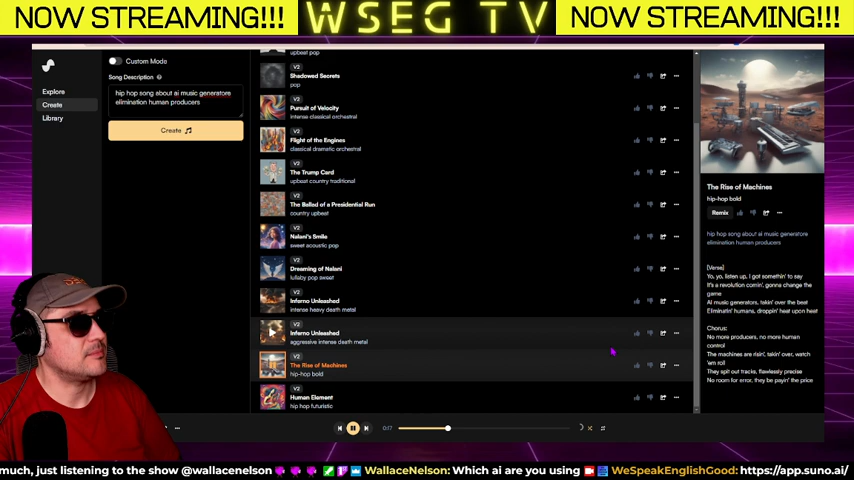 NOW STREAMING!!!
WSEG TV
NOW STREAMING!!!
Explore
Create
Library
Custom Mode
Song Description
hip hop song about ai music generatore
elimination human producers
Create
upbeat pop
V2
Shadowed Secrets
pop
V2
Pursuit of Velocity
intense classical orchestral
V2
Flight of the Engines
classical dramatic orchestral
V2
The Trump Card
upbeat country traditional
V2
The Ballad of a Presidential Run
country upbeat
V2
Nalani's Smile
sweet acoustic pop
V2
Dreaming of Nalani
lullaby pop sweet
V2
Inferno Unleashed
intense heavy death metal
V2
Inferno Unleashed
aggressive intense death metal
V2
The Rise of Machines
hip-hop bold
V2
Human Element
hip hop futuristic
The Rise of Machines
hip-hop bold
Remix
hip hop song about ai music generatore
elimination human producers
[Verse]
Yo, yo, listen up, I got somethin' to say
It's a revolution comin', gonna change the
game
AI music generators, takin' over the beat
Eliminatin' humans, droppin' heat upon heat
Chorus:
No more producers, no more human
control
The machines are risin', takin' over, watch
'em roll
They spit out tracks, flawlessly precise
No room for error, they be payin' the price
0:17
much, just listening to the show @wallacenelson WallaceNelson: Which ai are you using WeSpeakEnglishGood: https://app.suno.ai/